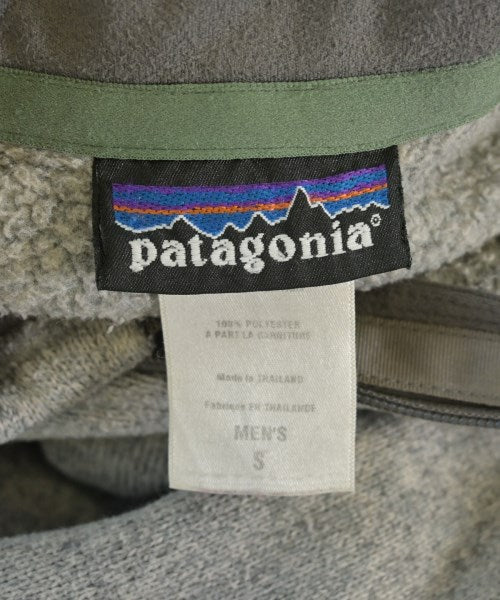 patagonia®
100% POLYESTER
À PART LA GARNITURE
Made in THAILAND
Fabriqué EN THAÏLANDE
MEN'S
S